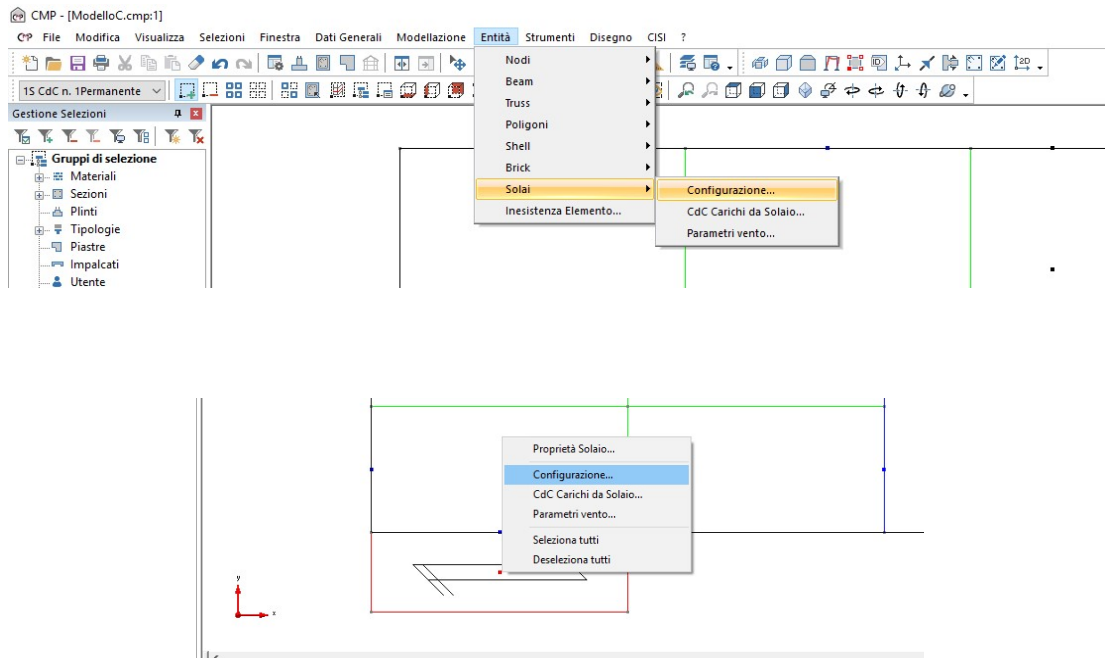 CMP - [ModelloC.cmp:1]
File Modifica Visualizza Selezioni Finestra Dati Generali Modellazione Entità Strumenti Disegno CISI ?
1S CdC n. 1Permanente
Gestione Selezioni
Gruppi di selezione
Materiali
Sezioni
Plinti
Tipologie
Piastre
Impalcati
Utente
Nodi
Beam
Truss
Poligoni
Shell
Brick
Solai
Inesistenza Elemento...
Configurazione...
CdC Carichi da Solaio...
Parametri vento...
Proprietà Solaio...
Configurazione...
CdC Carichi da Solaio...
Parametri vento...
Seleziona tutti
Deseleziona tutti
y
x